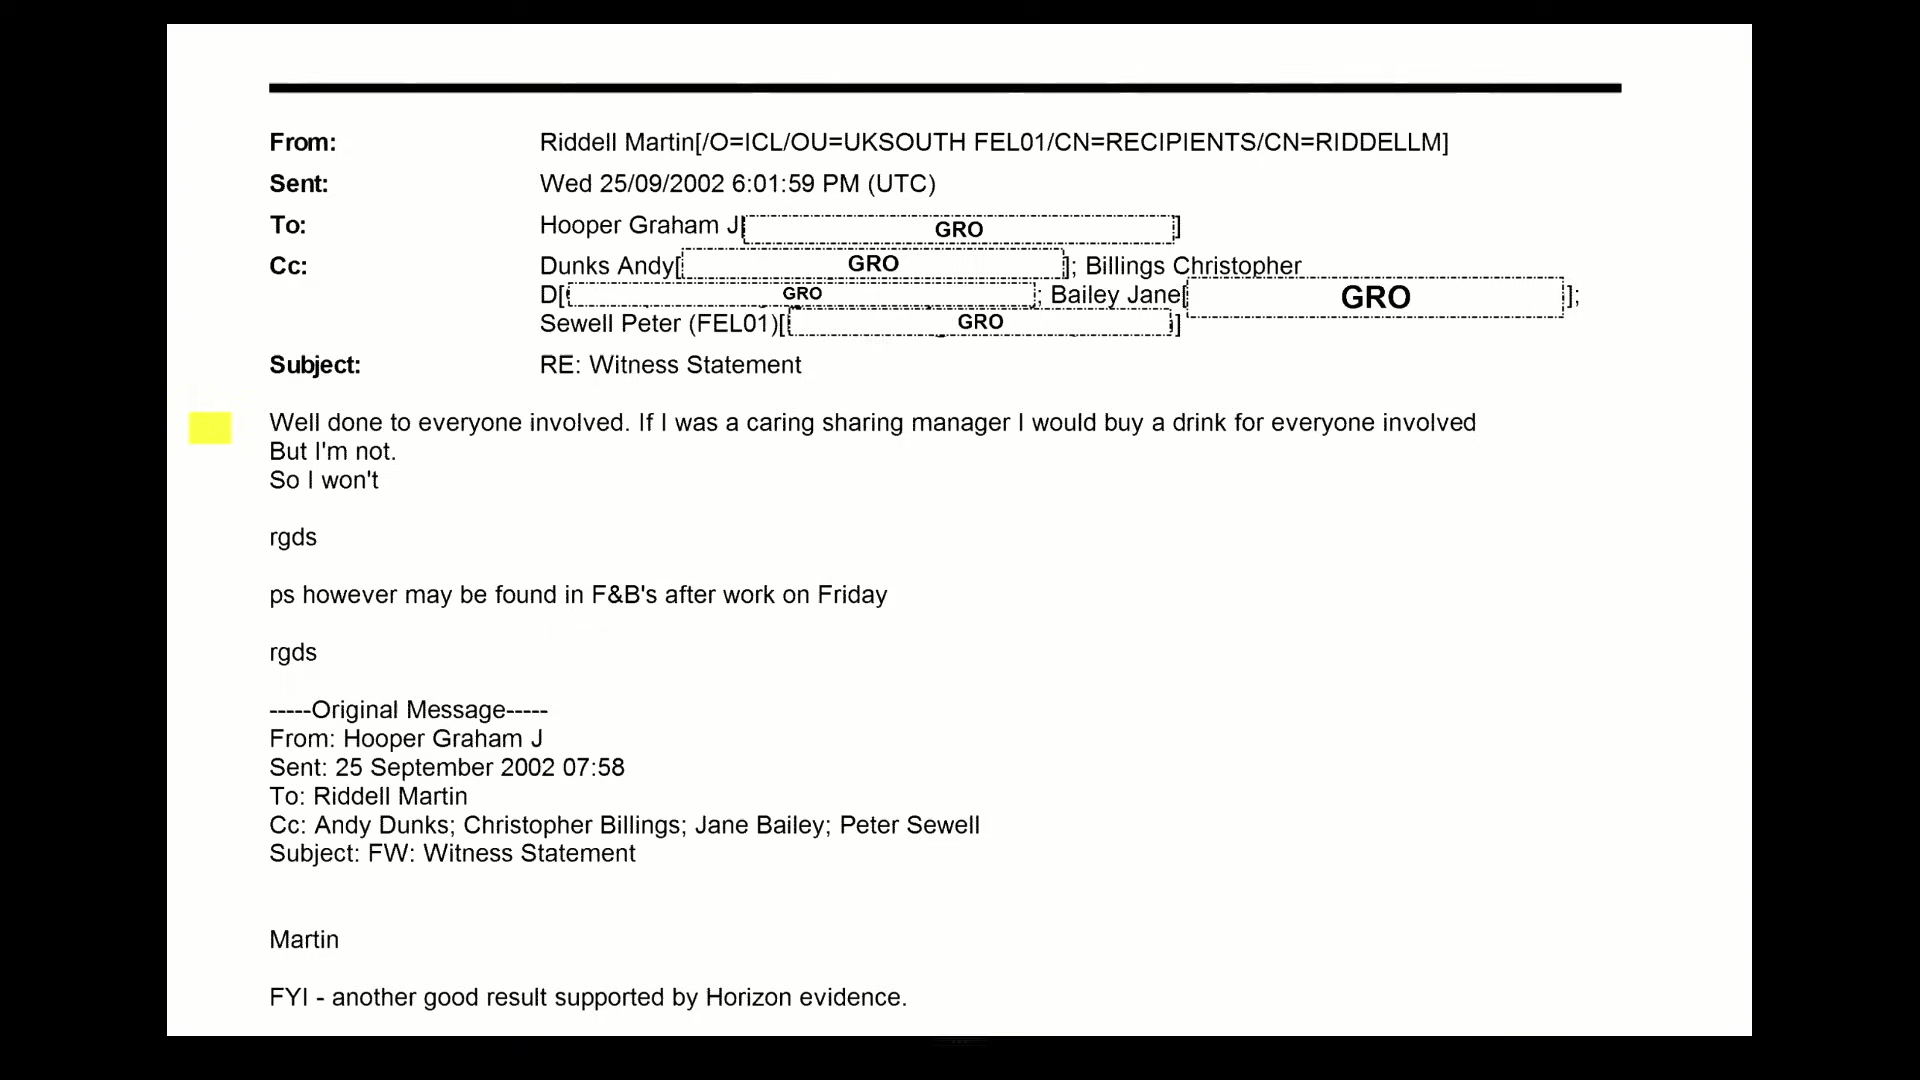 From: Riddell Martin[/O=ICL/OU=UKSOUTH FEL01/CN=RECIPIENTS/CN=RIDDELLM]
Sent: Wed 25/09/2002 6:01:59 PM (UTC)
To: Hooper Graham J[ GRO ]
Cc: Dunks Andy[ GRO ]; Billings Christopher
D[ GRO ; Bailey Jane[ GRO ];
Sewell Peter (FEL01)[ GRO ]
Subject: RE: Witness Statement
Well done to everyone involved. If I was a caring sharing manager I would buy a drink for everyone involved
But I'm not.
So I won't
rgds
ps however may be found in F&B's after work on Friday
rgds
-----Original Message-----
From: Hooper Graham J
Sent: 25 September 2002 07:58
To: Riddell Martin
Cc: Andy Dunks; Christopher Billings; Jane Bailey; Peter Sewell
Subject: FW: Witness Statement
Martin
FYI - another good result supported by Horizon evidence.